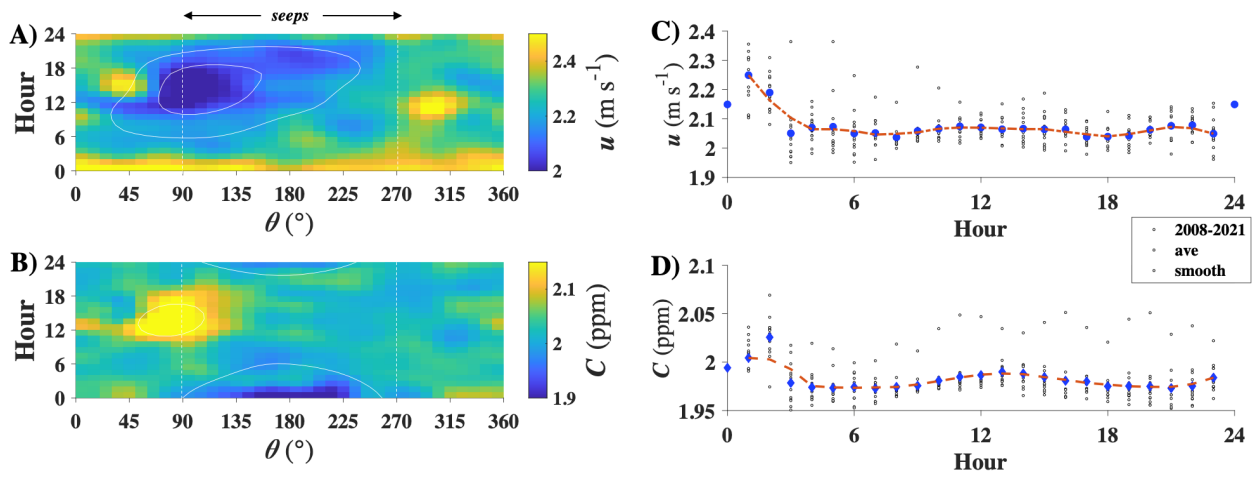 seeps
A)
Hour
24
18
12
6
0
0 45 90 135 180 225 270 315 360
θ (°)
2.4
2.2
2
u (m s-1)
B)
Hour
24
18
12
6
0
0 45 90 135 180 225 270 315 360
θ (°)
2.1
2
1.9
C (ppm)
C)
u (m s-1)
2.4
2.3
2.2
2.1
2
1.9
0 6 12 18 24
Hour
2008-2021
ave
smooth
D)
C (ppm)
2.1
2.05
2
1.95
0 6 12 18 24
Hour